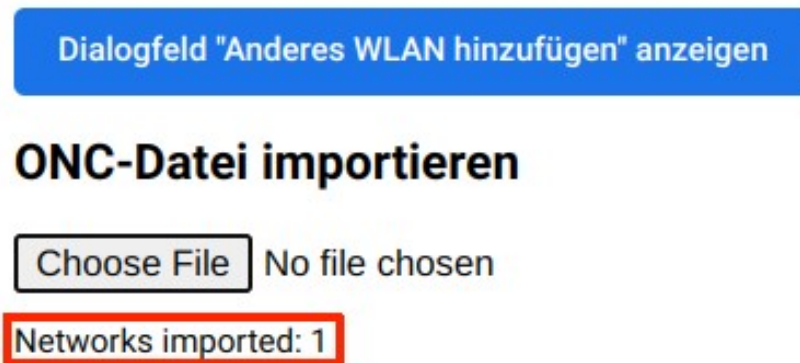 Dialogfeld "Anderes WLAN hinzufügen" anzeigen
ONC-Datei importieren
Choose File No file chosen
Networks imported: 1